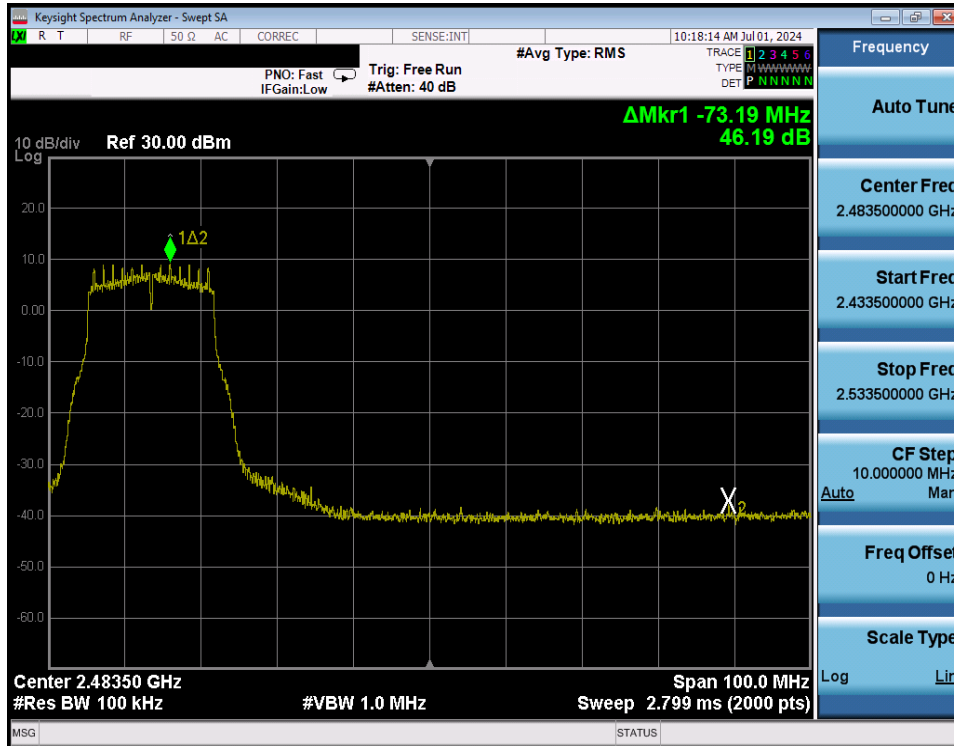 Keysight Spectrum Analyzer - Swept SA
LXI R T RF 50 Ω AC CORREC SENSE:INT 10:18:14 AM Jul 01, 2024
#Avg Type: RMS
TRACE 1 2 3 4 5 6
TYPE M W W W W W
DET P N N N N N
PNO: Fast
IFGain:Low
Trig: Free Run
#Atten: 40 dB
ΔMkr1 -73.19 MHz
46.19 dB
10 dB/div
Log
Ref 30.00 dBm
20.0
10.0
0.00
-10.0
-20.0
-30.0
-40.0
-50.0
-60.0
1Δ2
X2
Center 2.48350 GHz
Span 100.0 MHz
#Res BW 100 kHz
#VBW 1.0 MHz
Sweep 2.799 ms (2000 pts)
MSG
STATUS
Frequency
Auto Tune
Center Freq
2.483500000 GHz
Start Freq
2.433500000 GHz
Stop Freq
2.533500000 GHz
CF Step
10.000000 MHz
Auto Man
Freq Offset
0 Hz
Scale Type
Log Lin